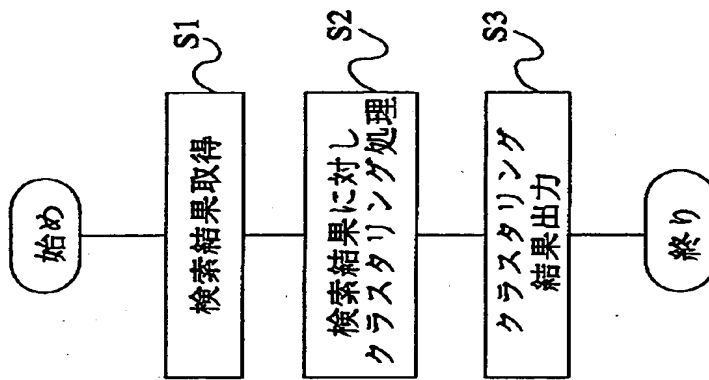 始め
検索結果取得
S1
検索結果に対し
クラスタリング処理
S2
クラスタリング
結果出力
S3
終り